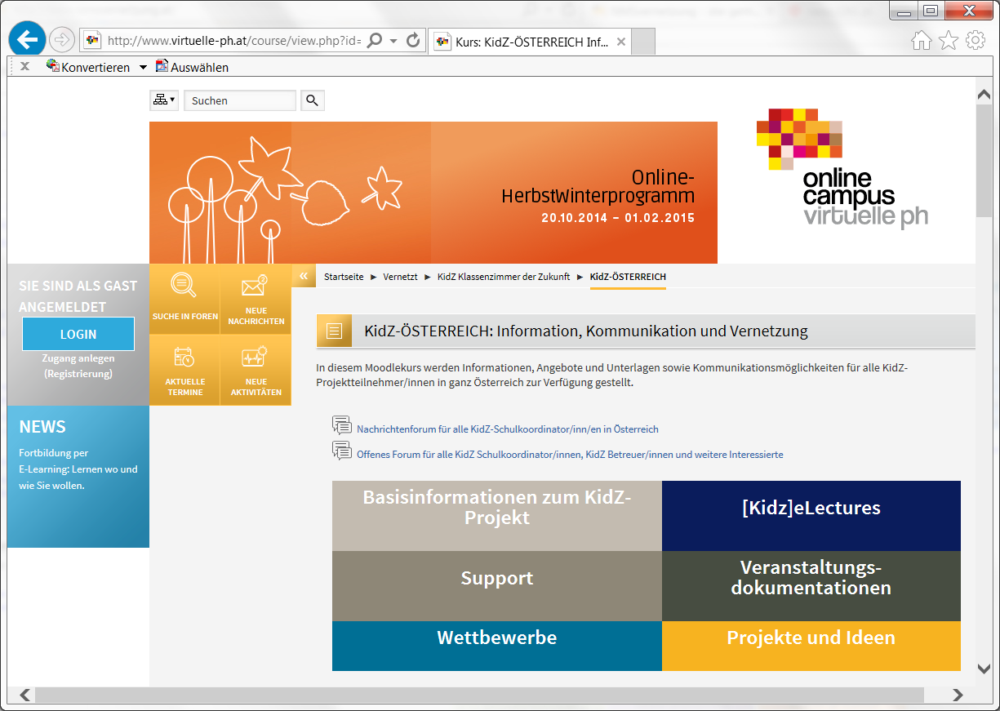 http://www.virtuelle-ph.at/course/view.php?id=
Kurs: KidZ-ÖSTERREICH Inf...
x Konvertieren Auswählen
Suchen
Online-
HerbstWinterprogramm
20.10.2014 – 01.02.2015
online
campus
virtuelle ph
SIE SIND ALS GAST
ANGEMELDET
LOGIN
Zugang anlegen
(Registrierung)
NEWS
Fortbildung per
E-Learning: Lernen wo und
wie Sie wollen.
SUCHE IN FOREN
NEUE
NACHRICHTEN
AKTUELLE
TERMINE
NEUE
AKTIVITÄTEN
« Startseite ► Vernetzt ► KidZ Klassenzimmer der Zukunft ► KidZ-ÖSTERREICH
KidZ-ÖSTERREICH: Information, Kommunikation und Vernetzung
In diesem Moodlekurs werden Informationen, Angebote und Unterlagen sowie Kommunikationsmöglichkeiten für alle KidZ-
Projektteilnehmer/innen in ganz Österreich zur Verfügung gestellt.
Nachrichtenforum für alle KidZ-Schulkoordinator/inn/en in Österreich
Offenes Forum für alle KidZ Schulkoordinator/innen, KidZ Betreuer/innen und weitere Interessierte
Basisinformationen zum KidZ-
Projekt
[Kidz]eLectures
Support
Veranstaltungs-
dokumentationen
Wettbewerbe
Projekte und Ideen